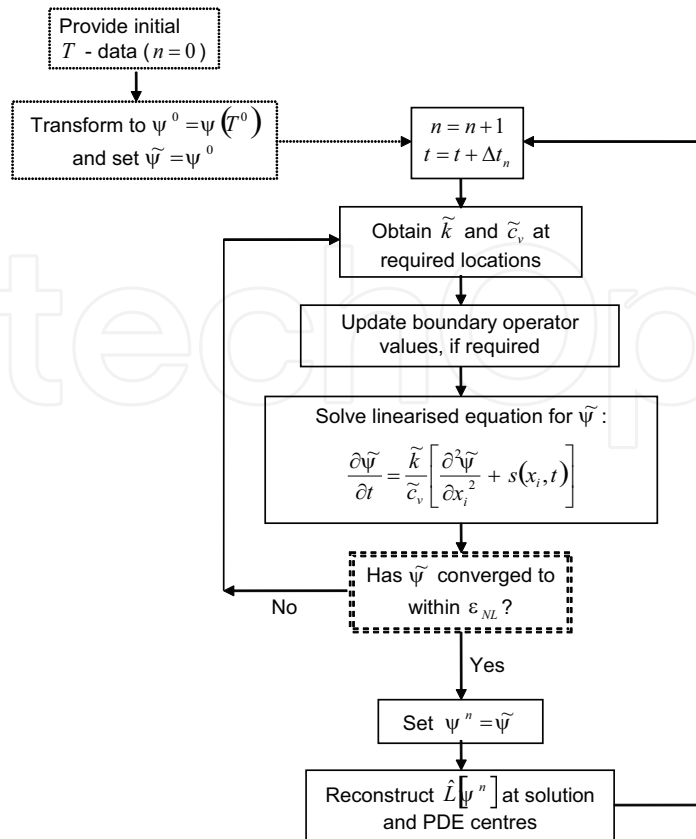 Provide initial
T - data (n=0)
Transform to ψ⁰=ψ(T⁰)
and set ψ̃=ψ⁰
n=n+1
t=t+Δtₙ
Obtain k̃ and c̃ᵥ at
required locations
Update boundary operator
values, if required
Solve linearised equation for ψ̃:
∂ψ̃/∂t = k̃/c̃ᵥ [∂²ψ̃/∂xᵢ² + s(xᵢ,t)]
Has ψ̃ converged to
within ε_NL?
No
Yes
Set ψⁿ=ψ̃
Reconstruct L̂[ψⁿ] at solution
and PDE centres
techOp